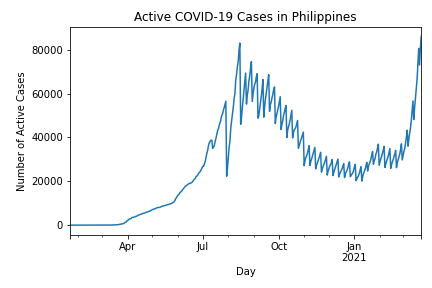 Active COVID-19 Cases in Philippines
Number of Active Cases
80000
60000
40000
20000
0
Apr
Jul
Oct
Jan
2021
Day